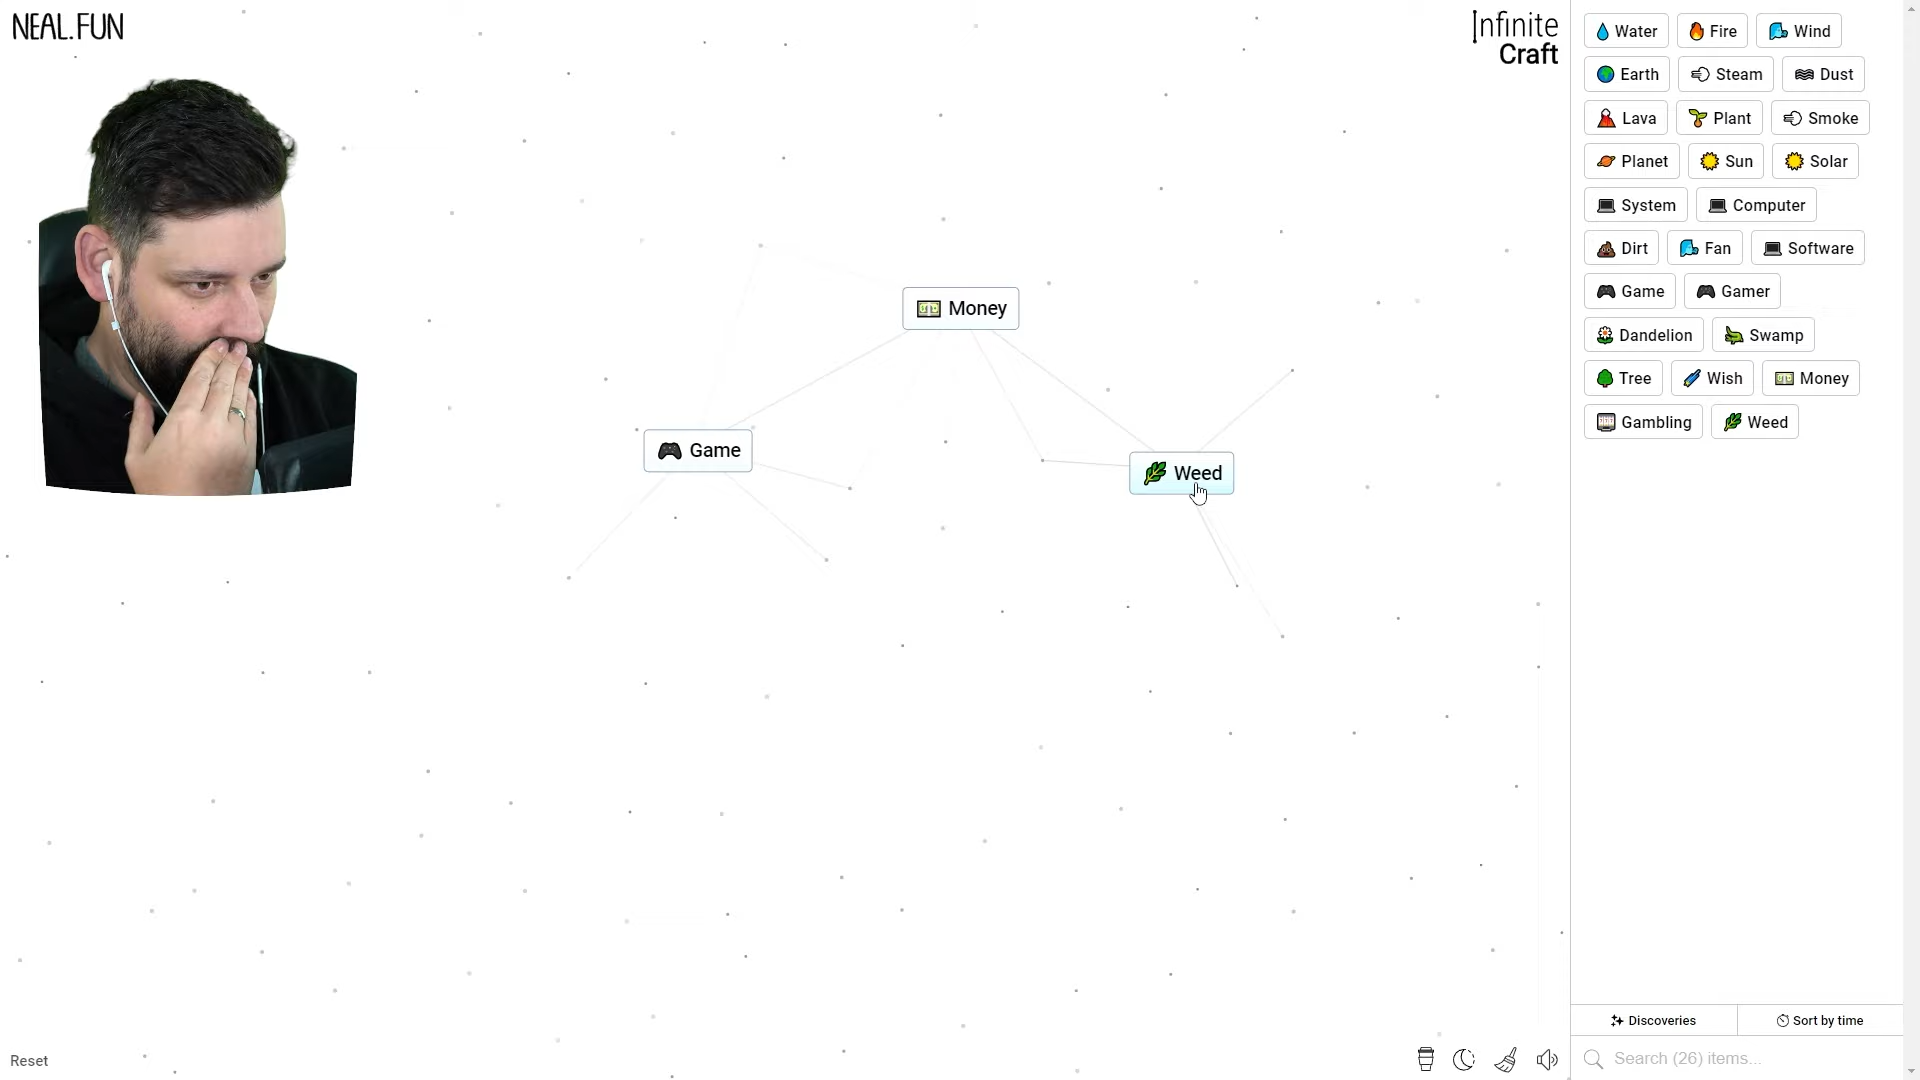 NEAL.FUN
Infinite
Craft
Water Fire Wind
Earth Steam Dust
Lava Plant Smoke
Planet Sun Solar
System Computer
Dirt Fan Software
Game Gamer
Dandelion Swamp
Tree Wish Money
Gambling Weed
Money
Game
Weed
Discoveries Sort by time
Search (26) items...
Reset